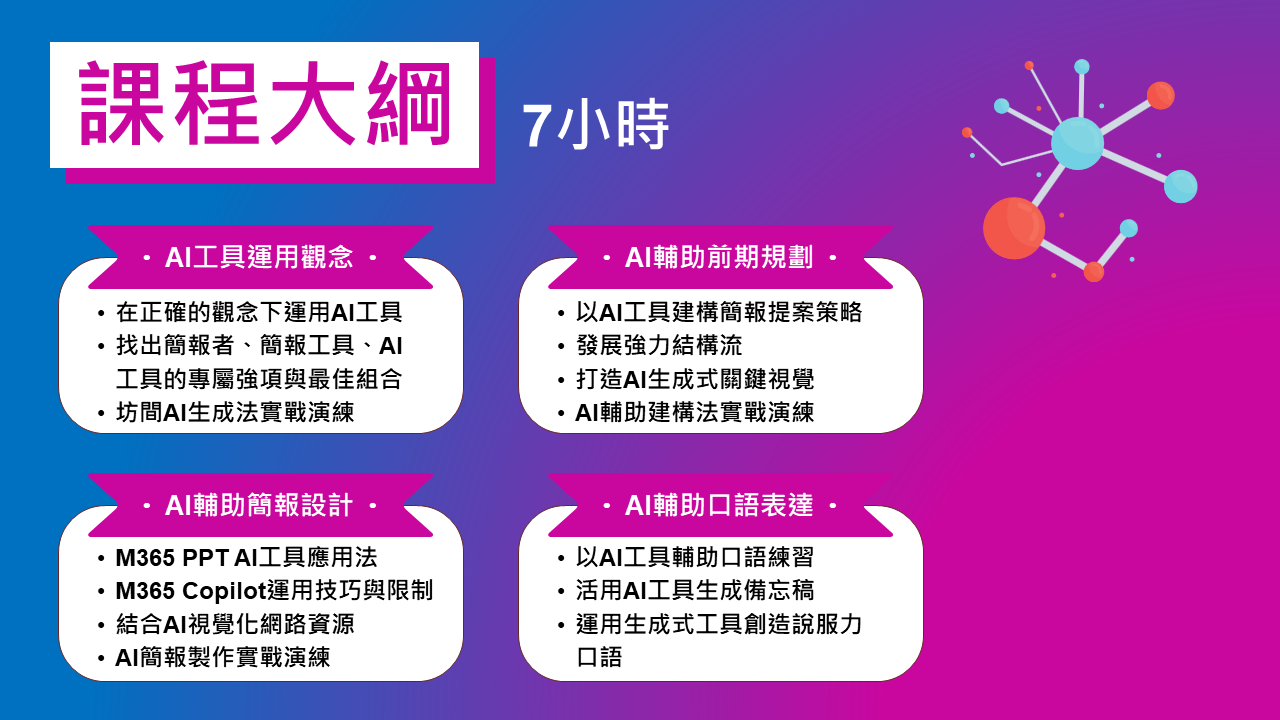 課程大綱
7小時
• AI工具運用觀念 •
• 在正確的觀念下運用AI工具
• 找出簡報者、簡報工具、AI
工具的專屬強項與最佳組合
• 坊間AI生成法實戰演練
• AI輔助前期規劃 •
• 以AI工具建構簡報提案策略
• 發展強力結構流
• 打造AI生成式關鍵視覺
• AI輔助建構法實戰演練
• AI輔助簡報設計 •
• M365 PPT AI工具應用法
• M365 Copilot運用技巧與限制
• 結合AI視覺化網路資源
• AI簡報製作實戰演練
• AI輔助口語表達 •
• 以AI工具輔助口語練習
• 活用AI工具生成備忘稿
• 運用生成式工具創造說服力
口語